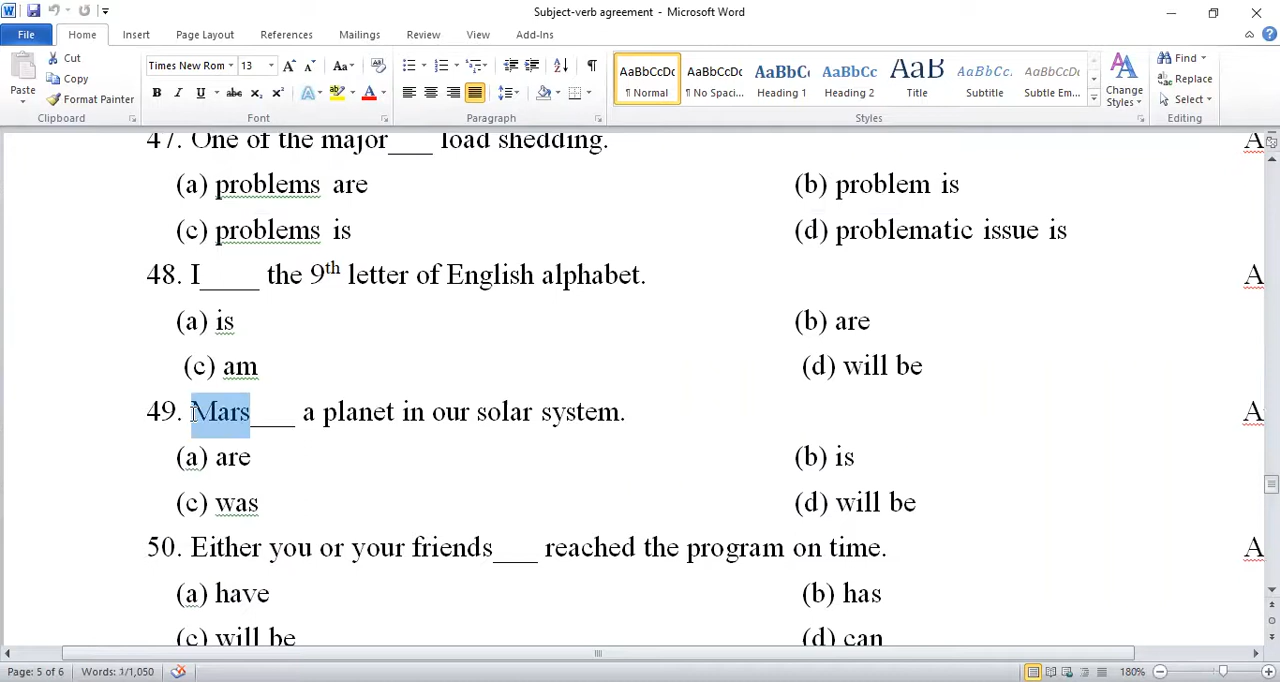 Subject-verb agreement - Microsoft Word
File Home Insert Page Layout References Mailings Review View Add-Ins
Paste Cut Copy Format Painter
Times New Rom 13
AaBbCcDc AaBbCcDc AaBbC AaBbCc AaB AaBbCc. AaBbCcDc
¶ Normal ¶ No Spaci... Heading 1 Heading 2 Title Subtitle Subtle Em...
Change Styles
Find Replace Select
Clipboard Font Paragraph Styles Editing
47. One of the major___ load shedding. A
(a) problems are (b) problem is
(c) problems is (d) problematic issue is
48. I____ the 9th letter of English alphabet. A
(a) is (b) are
(c) am (d) will be
49. Mars___ a planet in our solar system. A
(a) are (b) is
(c) was (d) will be
50. Either you or your friends___ reached the program on time. A
(a) have (b) has
(c) will be (d) can
Page: 5 of 6 Words: 1/1,050 180%